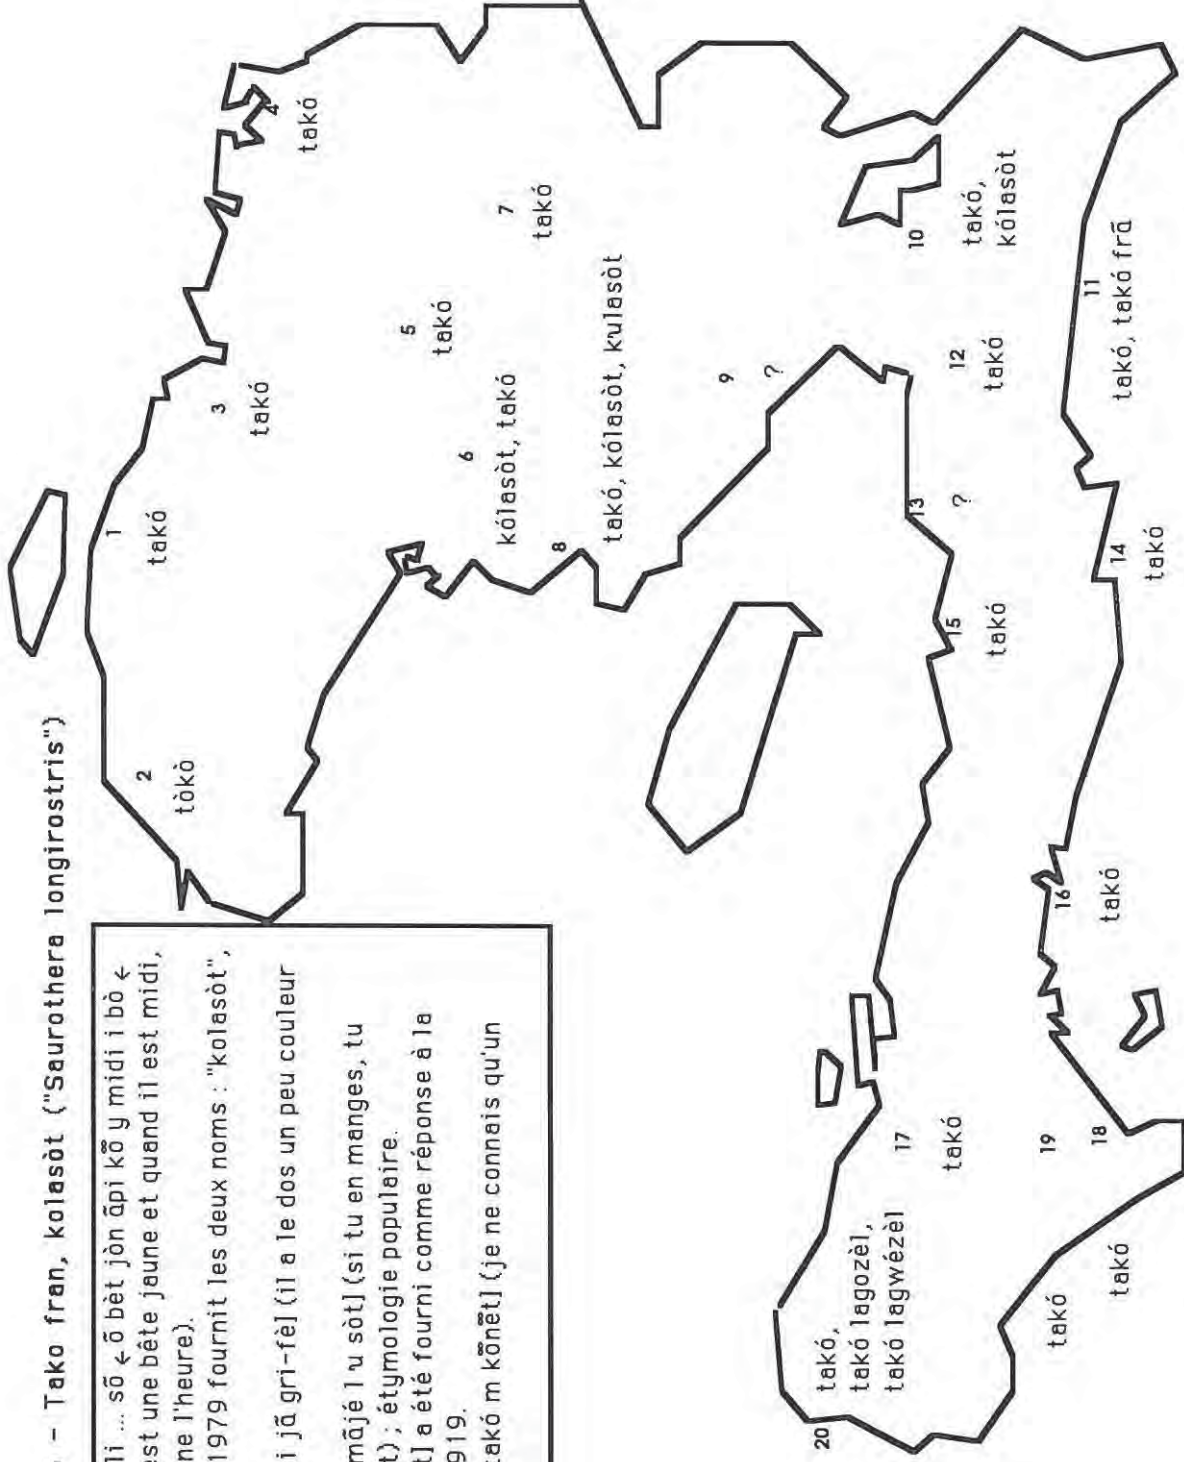 - Tako fran, kolasòt ("Saurothera longirostris")
li ... sõ ę õ bèt jòn ãpi kõ y midi i bò ę
est une bête jaune et quand il est midi,
ne l'heure).
1979 fournit les deux noms : "kolasòt",
i jã gri-fè] (il a le dos un peu couleur
mãjé l u sòt] (si tu en manges, tu
t) ; étymologie populaire.
t] a été fourni comme réponse à la
919.
takó m kõnẽt] (je ne connais qu'un
1
takó
2
tòkò
3
takó
4
takó
5
takó
6
kólasòt, takó
7
takó
8
takó, kólasòt, kulasòt
9
?
10
takó,
kólasòt
11
takó, takó frã
12
takó
13
?
14
takó
15
takó
16
takó
17
takó
18
takó
19
takó
20
takó,
takó lagozèl,
takó lagwézèl